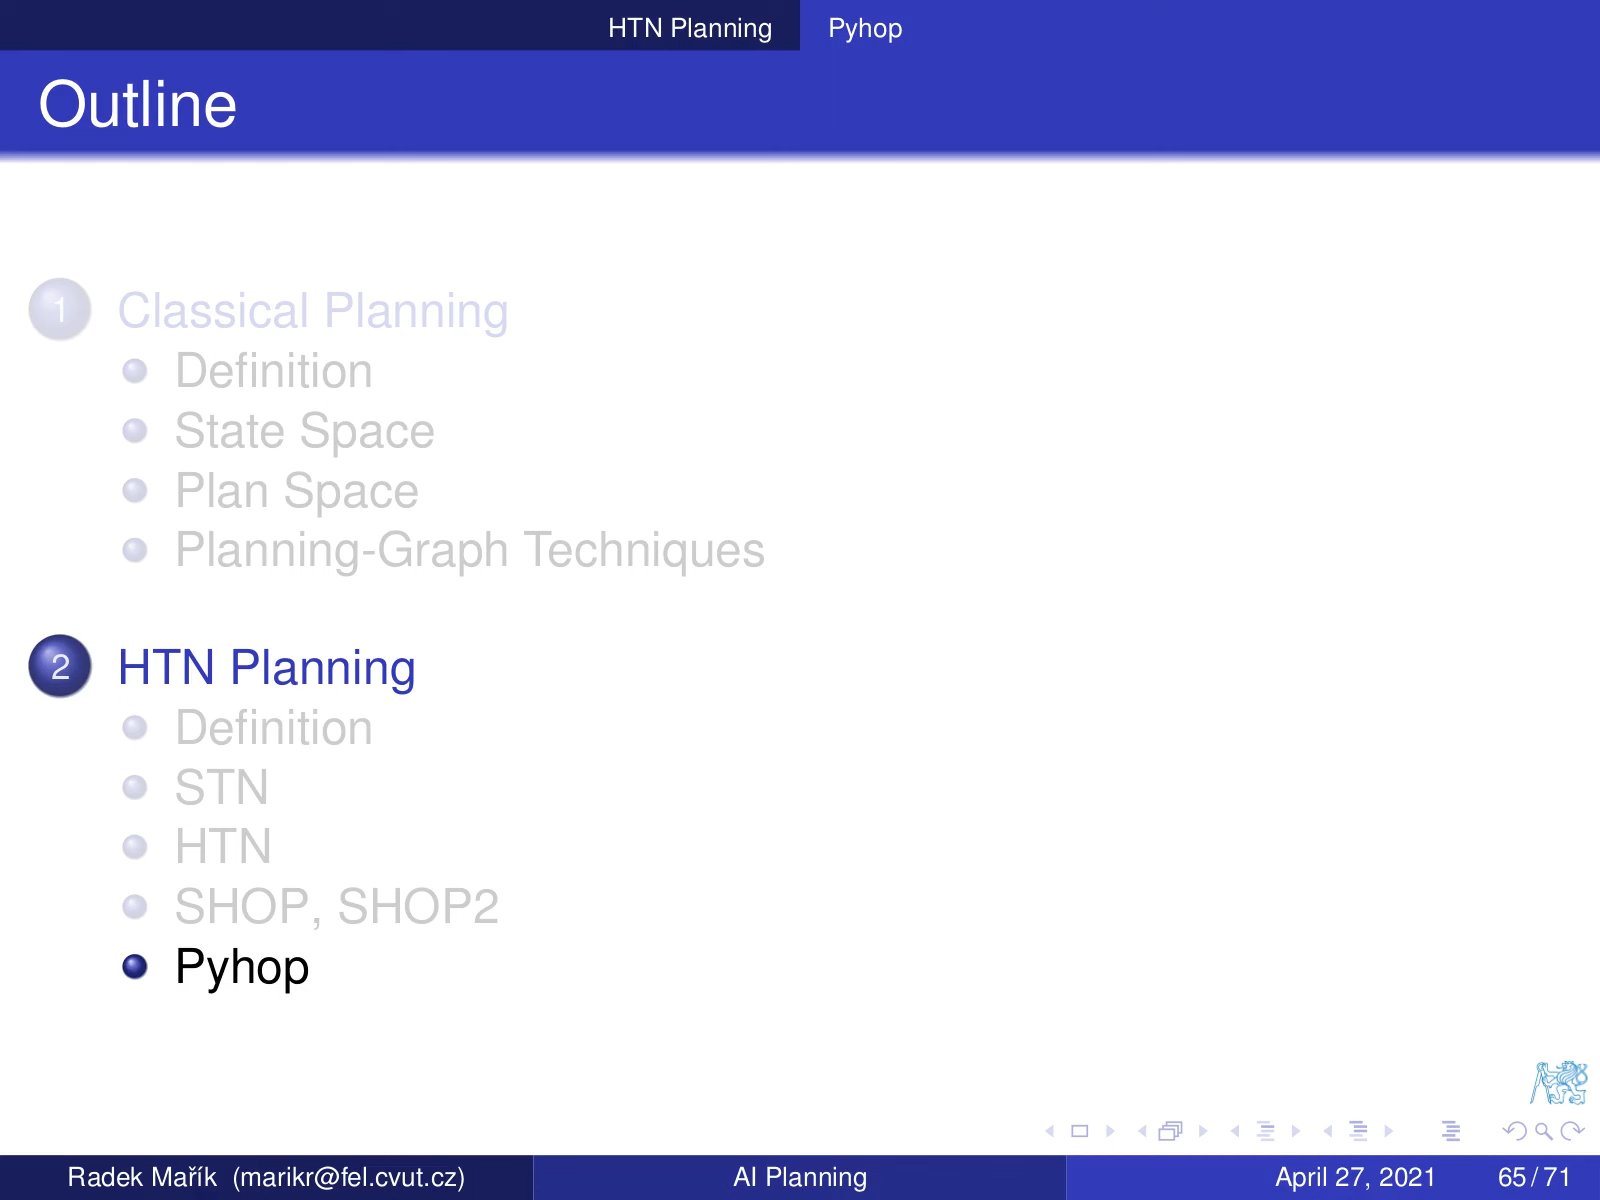 HTN Planning Pyhop
Outline
1 Classical Planning
Definition
State Space
Plan Space
Planning-Graph Techniques
2 HTN Planning
Definition
STN
HTN
SHOP, SHOP2
Pyhop
Radek Mařík (marikr@fel.cvut.cz) AI Planning April 27, 2021 65 / 71